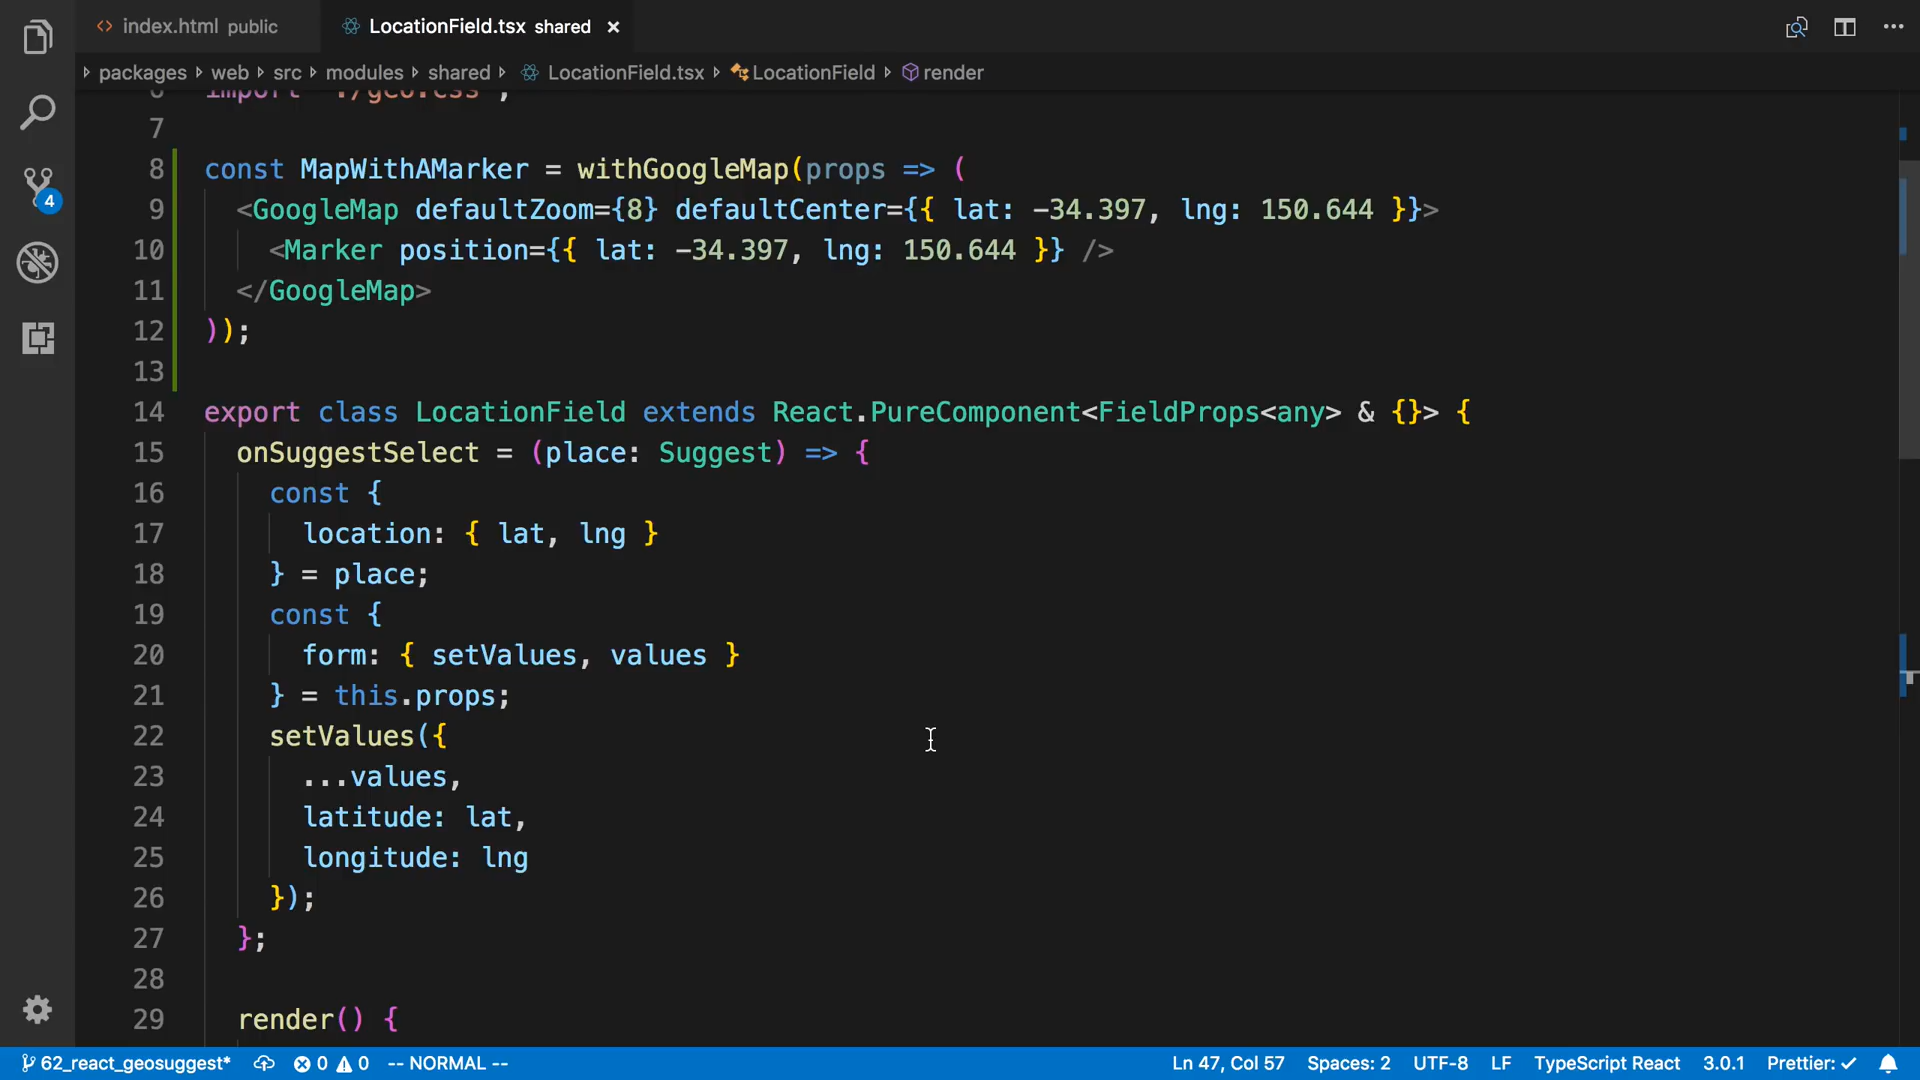 index.html public
LocationField.tsx shared ×
packages web src modules shared LocationField.tsx LocationField render
6 import "./geo.css";
7
8 const MapWithAMarker = withGoogleMap(props => (
9 <GoogleMap defaultZoom={8} defaultCenter={{ lat: -34.397, lng: 150.644 }}>
10 <Marker position={{ lat: -34.397, lng: 150.644 }} />
11 </GoogleMap>
12 ));
13
14 export class LocationField extends React.PureComponent<FieldProps<any> & {}> {
15 onSuggestSelect = (place: Suggest) => {
16 const {
17 location: { lat, lng }
18 } = place;
19 const {
20 form: { setValues, values }
21 } = this.props;
22 setValues({
23 ...values,
24 latitude: lat,
25 longitude: lng
26 });
27 };
28
29 render() {
4
62_react_geosuggest* 0 0 -- NORMAL -- Ln 47, Col 57 Spaces: 2 UTF-8 LF TypeScript React 3.0.1 Prettier: ✓